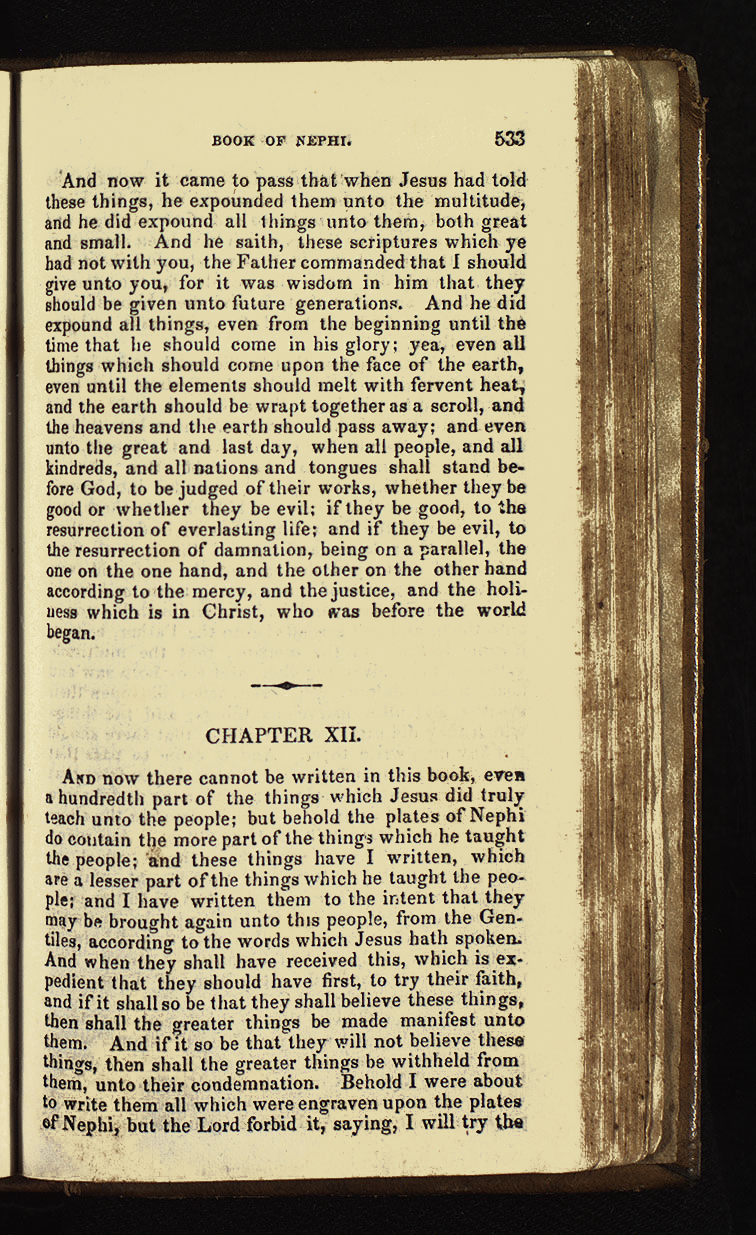 BOOK OF NEPHI. 533
And now it came to pass that when Jesus had told
these things, he expounded them unto the multitude,
and he did expound all things unto them, both great
and small. And he saith, these scriptures which ye
had not with you, the Father commanded that I should
give unto you, for it was wisdom in him that they
should be given unto future generations. And he did
expound all things, even from the beginning until the
time that he should come in his glory; yea, even all
things which should come upon the face of the earth,
even until the elements should melt with fervent heat,
and the earth should be wrapt together as a scroll, and
the heavens and the earth should pass away; and even
unto the great and last day, when all people, and all
kindreds, and all nations and tongues shall stand be-
fore God, to be judged of their works, whether they be
good or whether they be evil; if they be good, to the
resurrection of everlasting life; and if they be evil, to
the resurrection of damnation, being on a parallel, the
one on the one hand, and the other on the other hand
according to the mercy, and the justice, and the holi-
ness which is in Christ, who was before the world
began.
CHAPTER XII.
AND now there cannot be written in this book, even
a hundredth part of the things which Jesus did truly
teach unto the people; but behold the plates of Nephi
do contain the more part of the things which he taught
the people; and these things have I written, which
are a lesser part of the things which he taught the peo-
ple; and I have written them to the intent that they
may be brought again unto this people, from the Gen-
tiles, according to the words which Jesus hath spoken.
And when they shall have received this, which is ex-
pedient that they should have first, to try their faith,
and if it shall so be that they shall believe these things,
then shall the greater things be made manifest unto
them. And if it so be that they will not believe these
things, then shall the greater things be withheld from
them, unto their condemnation. Behold I were about
to write them all which were engraven upon the plates
of Nephi, but the Lord forbid it, saying, I will try the